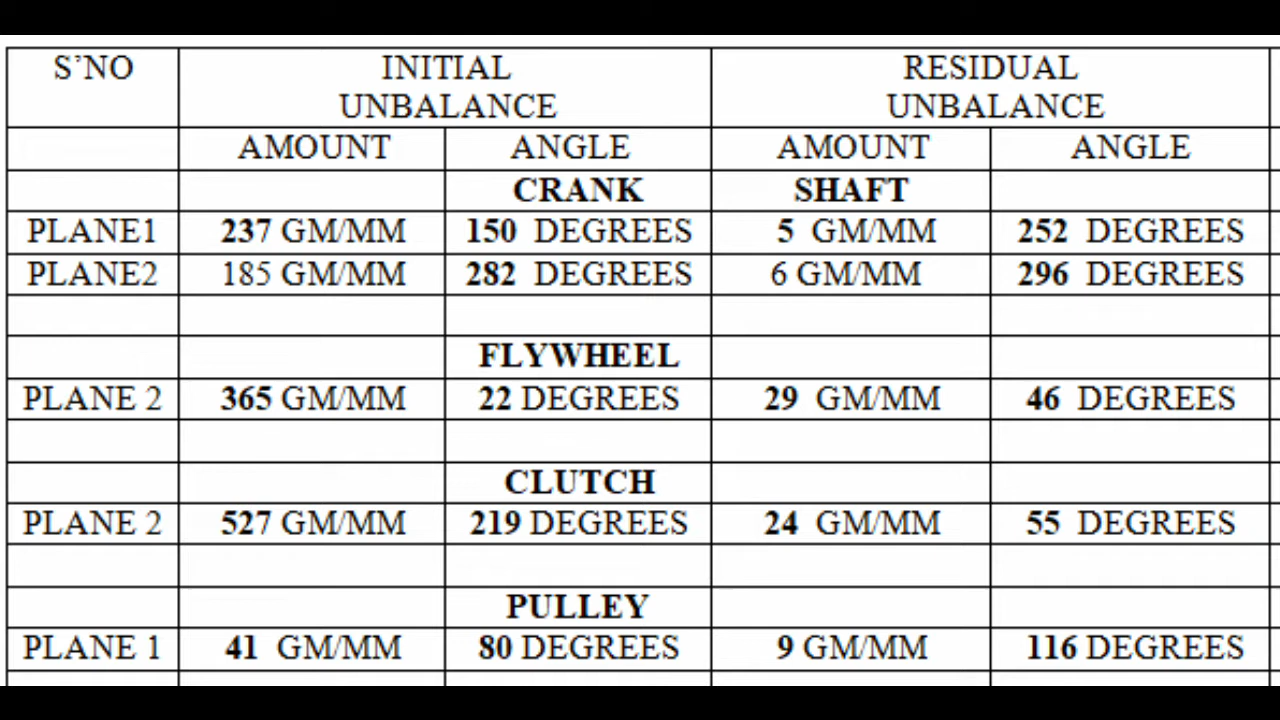 S'NO INITIAL UNBALANCE RESIDUAL UNBALANCE
AMOUNT ANGLE AMOUNT ANGLE
CRANK SHAFT
PLANE1 237 GM/MM 150 DEGREES 5 GM/MM 252 DEGREES
PLANE2 185 GM/MM 282 DEGREES 6 GM/MM 296 DEGREES
FLYWHEEL
PLANE 2 365 GM/MM 22 DEGREES 29 GM/MM 46 DEGREES
CLUTCH
PLANE 2 527 GM/MM 219 DEGREES 24 GM/MM 55 DEGREES
PULLEY
PLANE 1 41 GM/MM 80 DEGREES 9 GM/MM 116 DEGREES